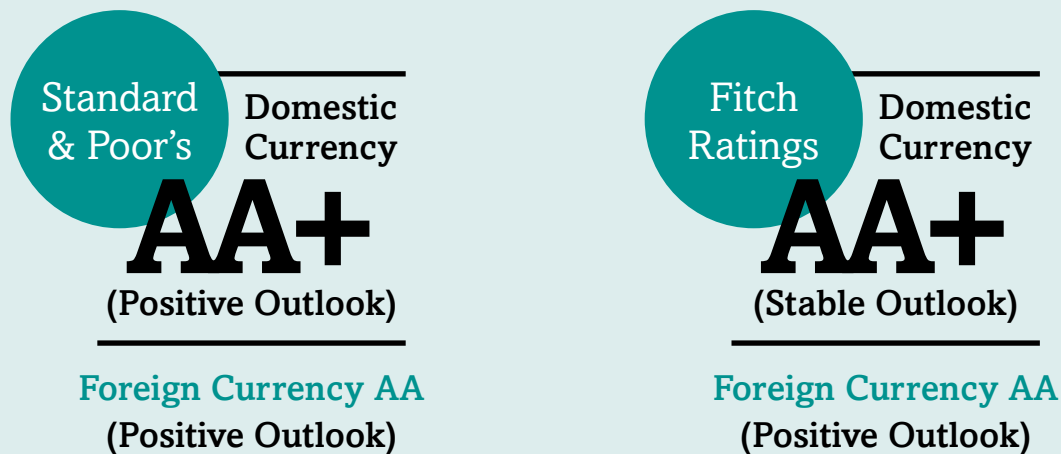 Standard
& Poor's
Domestic
Currency
AA+
(Positive Outlook)
Foreign Currency AA
(Positive Outlook)
Fitch
Ratings
Domestic
Currency
AA+
(Stable Outlook)
Foreign Currency AA
(Positive Outlook)